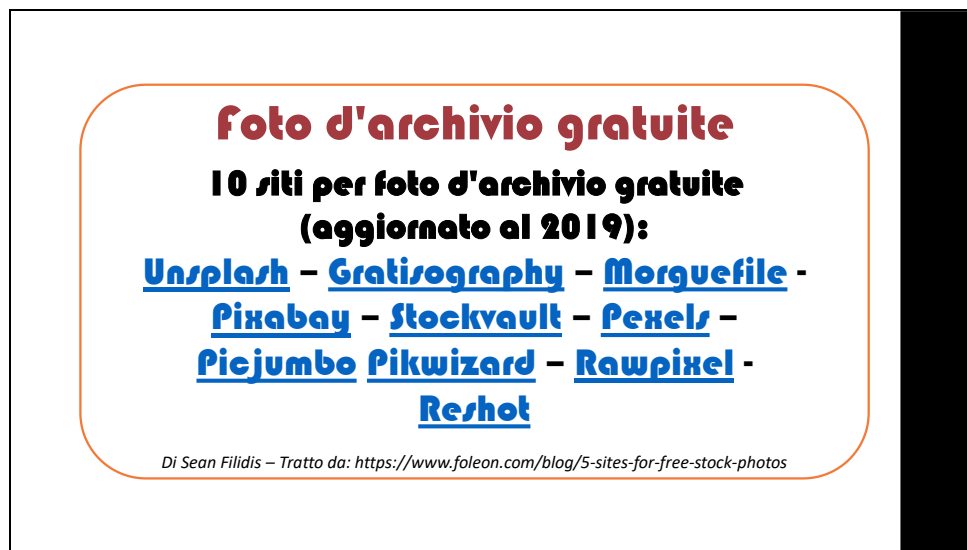 Foto d'archivio gratuite
10 siti per foto d'archivio gratuite
(aggiornato al 2019):
Unsplash – Gratisography – Morguefile -
Pixabay – Stockvault – Pexels –
Picjumbo Pikwizard – Rawpixel -
Reshot
Di Sean Filidis – Tratto da: https://www.foleon.com/blog/5-sites-for-free-stock-photos